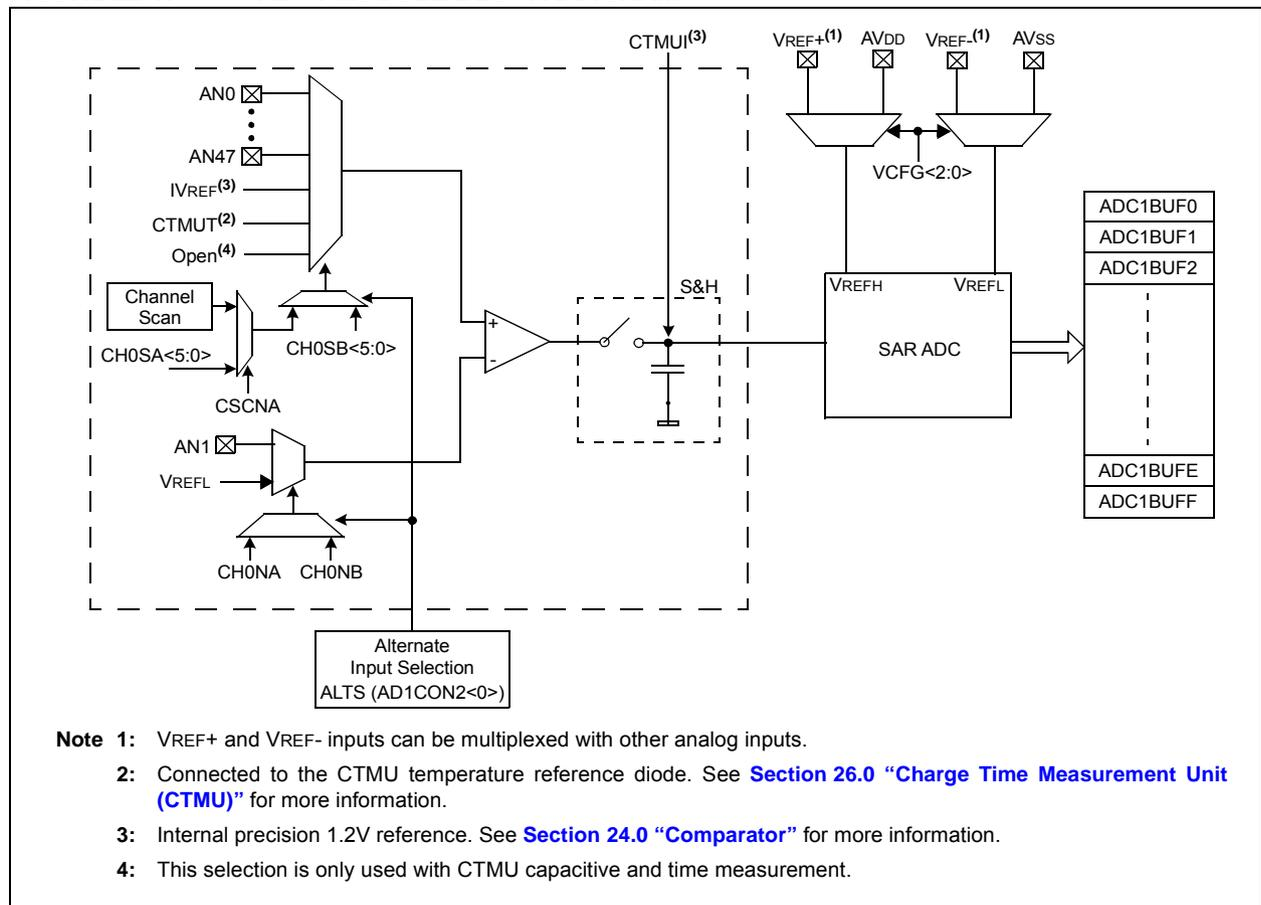 CTMUI(3)
VREF+(1) AVDD VREF-(1) AVSS
AN0
AN47
IVREF(3)
CTMUT(2)
Open(4)
VCFG<2:0>
ADC1BUF0
ADC1BUF1
ADC1BUF2
Channel
Scan
S&H
VREFH VREFL
SAR ADC
+
-
CH0SA<5:0>
CH0SB<5:0>
CSCNA
AN1
VREFL
ADC1BUFE
ADC1BUFF
CH0NA CH0NB
Alternate
Input Selection
ALTS (AD1CON2<0>)
Note 1: VREF+ and VREF- inputs can be multiplexed with other analog inputs.
2: Connected to the CTMU temperature reference diode. See Section 26.0 “Charge Time Measurement Unit
(CTMU)” for more information.
3: Internal precision 1.2V reference. See Section 24.0 “Comparator” for more information.
4: This selection is only used with CTMU capacitive and time measurement.